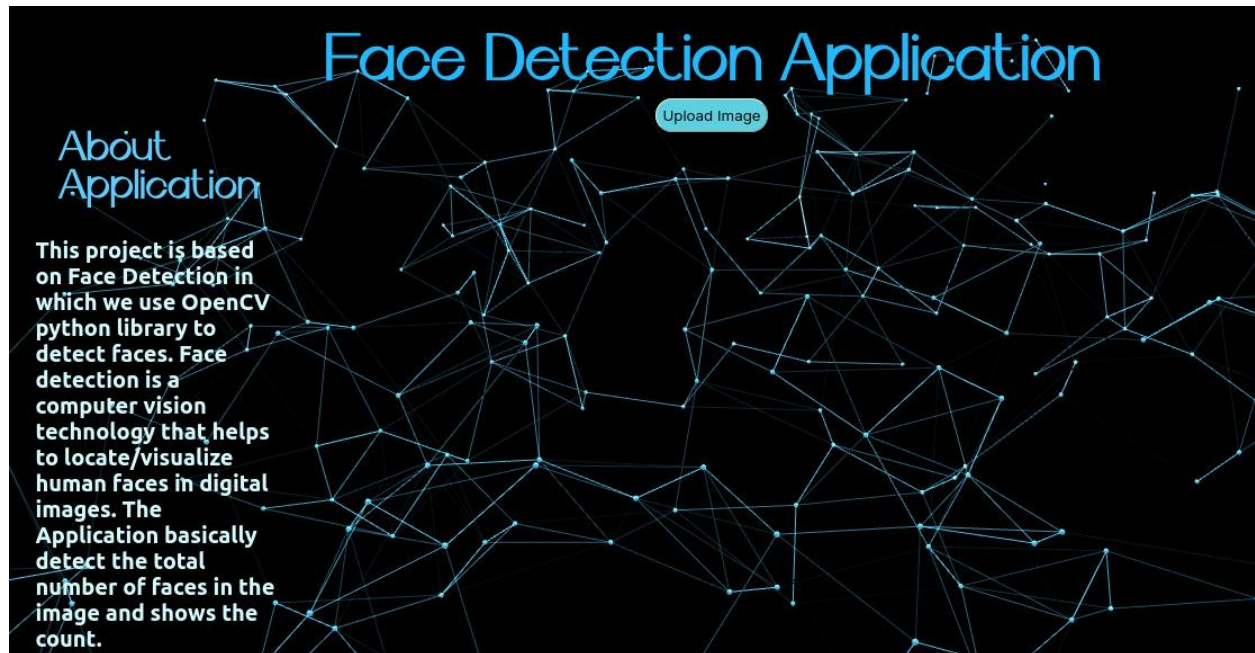 Face Detection Application
Upload Image
About
Application
This project is based
on Face Detection in
which we use OpenCV
python library to
detect faces. Face
detection is a
computer vision
technology that helps
to locate/visualize
human faces in digital
images. The
Application basically
detect the total
number of faces in the
image and shows the
count.